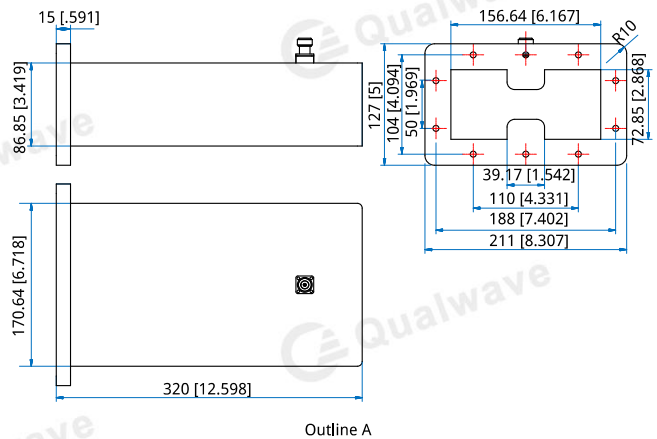 15 [.591]
86.85 [3.419]
156.64 [6.167]
R10
127 [5]
104 [4.094]
50 [1.969]
72.85 [2.868]
39.17 [1.542]
110 [4.331]
188 [7.402]
211 [8.307]
170.64 [6.718]
320 [12.598]
Outline A
Qualwave
Qualwave
wave
wave